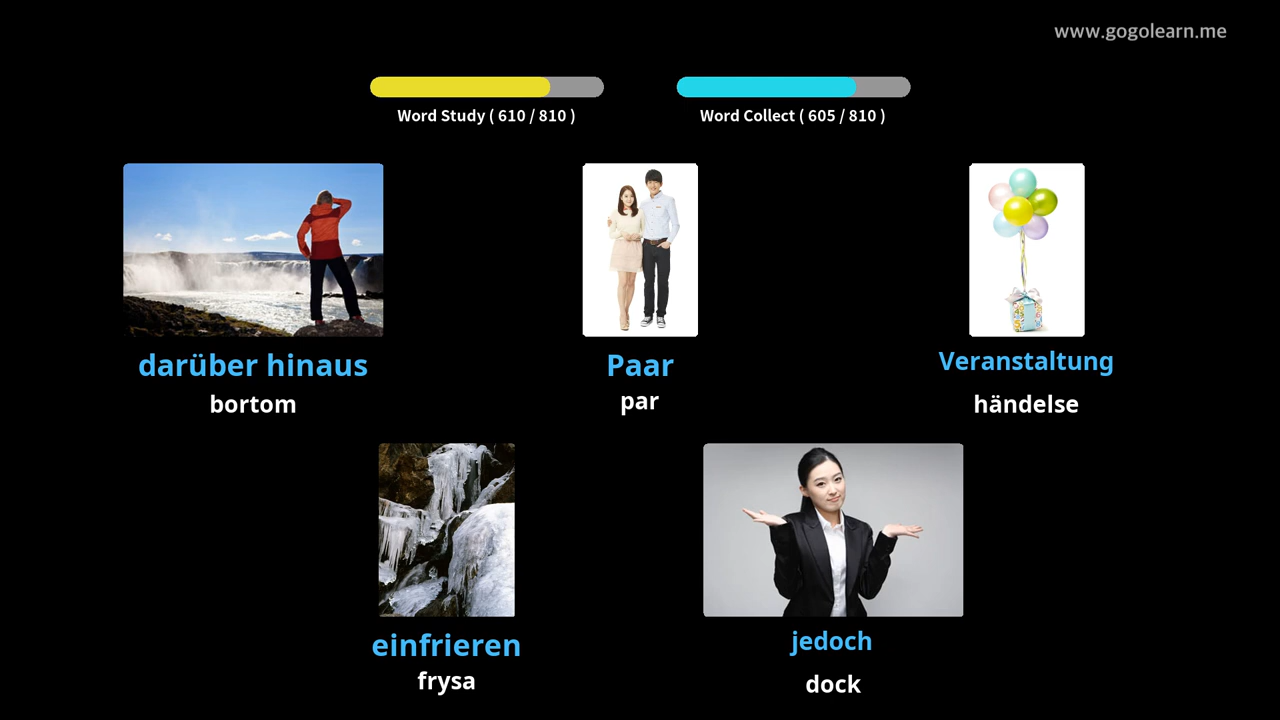 www.gogolearn.me
Word Study ( 610 / 810 )
Word Collect ( 605 / 810 )
darüber hinaus
bortom
Paar
par
Veranstaltung
händelse
einfrieren
frysa
jedoch
dock